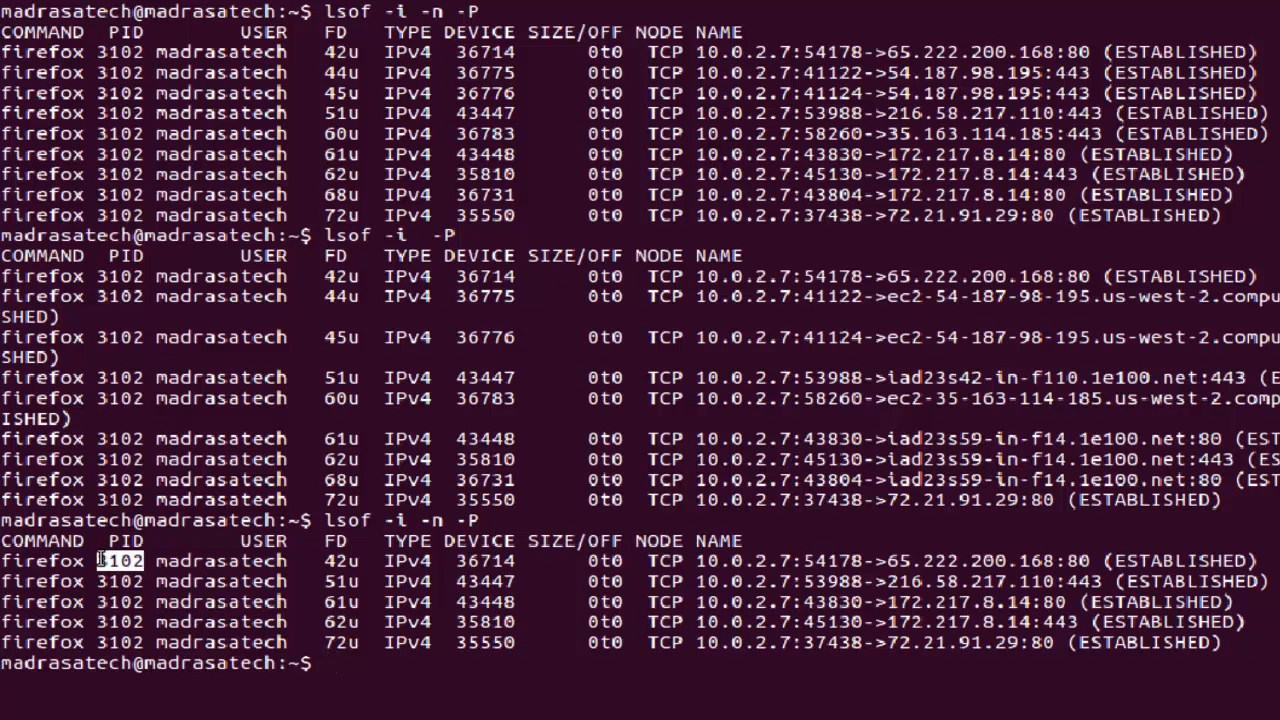 madrasatech@madrasatech:~$ lsof -i -n -P
COMMAND PID USER FD TYPE DEVICE SIZE/OFF NODE NAME
firefox 3102 madrasatech 42u IPv4 36714 0t0 TCP 10.0.2.7:54178->65.222.200.168:80 (ESTABLISHED)
firefox 3102 madrasatech 44u IPv4 36775 0t0 TCP 10.0.2.7:41122->54.187.98.195:443 (ESTABLISHED)
firefox 3102 madrasatech 45u IPv4 36776 0t0 TCP 10.0.2.7:41124->54.187.98.195:443 (ESTABLISHED)
firefox 3102 madrasatech 51u IPv4 43447 0t0 TCP 10.0.2.7:53988->216.58.217.110:443 (ESTABLISHED)
firefox 3102 madrasatech 60u IPv4 36783 0t0 TCP 10.0.2.7:58260->35.163.114.185:443 (ESTABLISHED)
firefox 3102 madrasatech 61u IPv4 43448 0t0 TCP 10.0.2.7:43830->172.217.8.14:80 (ESTABLISHED)
firefox 3102 madrasatech 62u IPv4 35810 0t0 TCP 10.0.2.7:45130->172.217.8.14:443 (ESTABLISHED)
firefox 3102 madrasatech 68u IPv4 36731 0t0 TCP 10.0.2.7:43804->172.217.8.14:80 (ESTABLISHED)
firefox 3102 madrasatech 72u IPv4 35550 0t0 TCP 10.0.2.7:37438->72.21.91.29:80 (ESTABLISHED)
madrasatech@madrasatech:~$ lsof -i  -P
COMMAND PID USER FD TYPE DEVICE SIZE/OFF NODE NAME
firefox 3102 madrasatech 42u IPv4 36714 0t0 TCP 10.0.2.7:54178->65.222.200.168:80 (ESTABLISHED)
firefox 3102 madrasatech 44u IPv4 36775 0t0 TCP 10.0.2.7:41122->ec2-54-187-98-195.us-west-2.compu
SHED)
firefox 3102 madrasatech 45u IPv4 36776 0t0 TCP 10.0.2.7:41124->ec2-54-187-98-195.us-west-2.compu
SHED)
firefox 3102 madrasatech 51u IPv4 43447 0t0 TCP 10.0.2.7:53988->iad23s42-in-f110.1e100.net:443 (E
firefox 3102 madrasatech 60u IPv4 36783 0t0 TCP 10.0.2.7:58260->ec2-35-163-114-185.us-west-2.comp
ISHED)
firefox 3102 madrasatech 61u IPv4 43448 0t0 TCP 10.0.2.7:43830->iad23s59-in-f14.1e100.net:80 (EST
firefox 3102 madrasatech 62u IPv4 35810 0t0 TCP 10.0.2.7:45130->iad23s59-in-f14.1e100.net:443 (ES
firefox 3102 madrasatech 68u IPv4 36731 0t0 TCP 10.0.2.7:43804->iad23s59-in-f14.1e100.net:80 (EST
firefox 3102 madrasatech 72u IPv4 35550 0t0 TCP 10.0.2.7:37438->72.21.91.29:80 (ESTABLISHED)
madrasatech@madrasatech:~$ lsof -i -n -P
COMMAND PID USER FD TYPE DEVICE SIZE/OFF NODE NAME
firefox 3102 madrasatech 42u IPv4 36714 0t0 TCP 10.0.2.7:54178->65.222.200.168:80 (ESTABLISHED)
firefox 3102 madrasatech 51u IPv4 43447 0t0 TCP 10.0.2.7:53988->216.58.217.110:443 (ESTABLISHED)
firefox 3102 madrasatech 61u IPv4 43448 0t0 TCP 10.0.2.7:43830->172.217.8.14:80 (ESTABLISHED)
firefox 3102 madrasatech 62u IPv4 35810 0t0 TCP 10.0.2.7:45130->172.217.8.14:443 (ESTABLISHED)
firefox 3102 madrasatech 72u IPv4 35550 0t0 TCP 10.0.2.7:37438->72.21.91.29:80 (ESTABLISHED)
madrasatech@madrasatech:~$